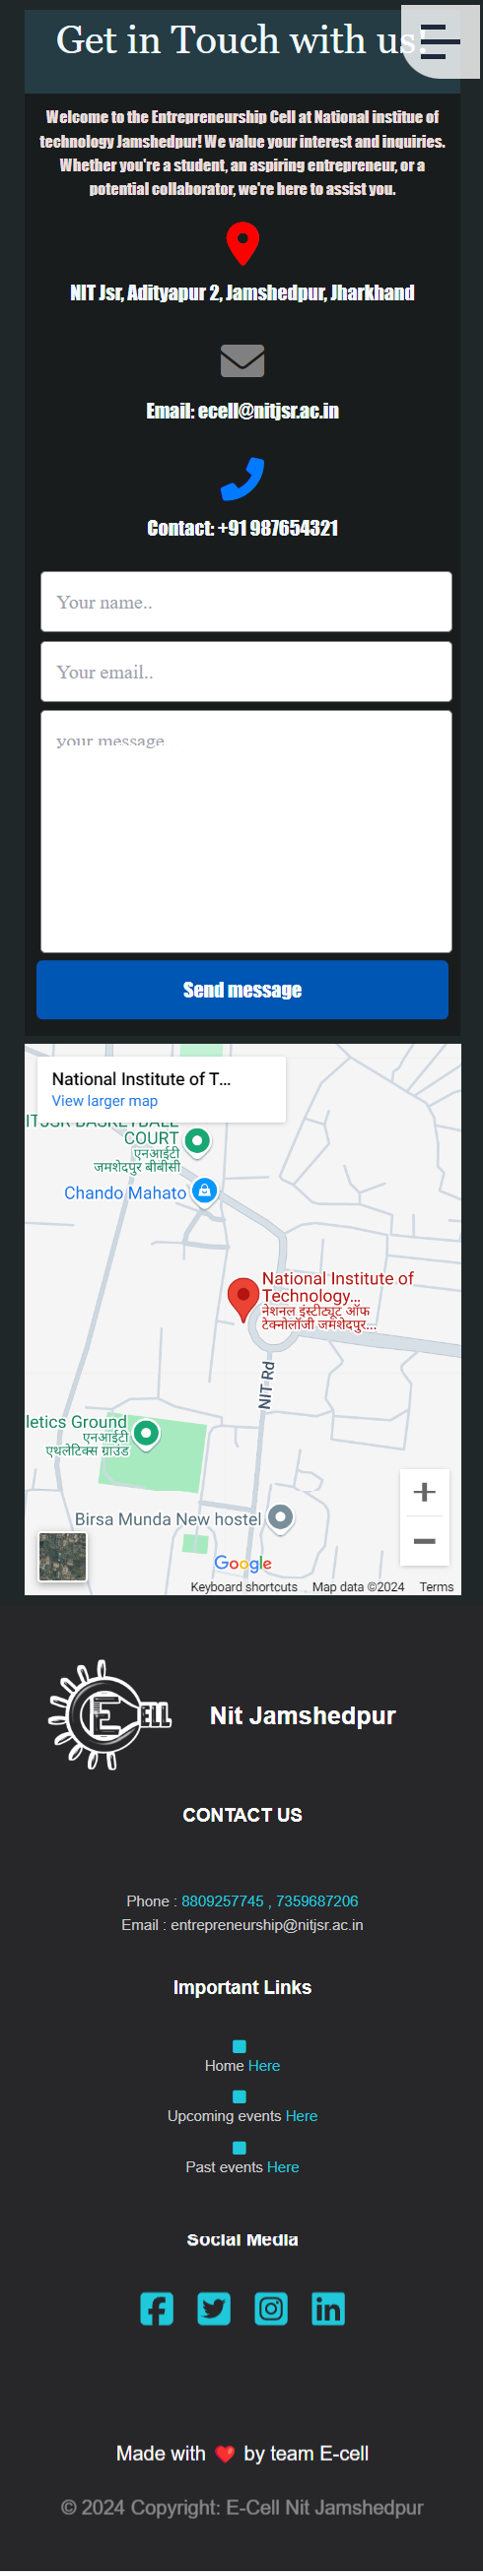 Get in Touch with us!
Welcome to the Entrepreneurship Cell at National institue of
technology Jamshedpur! We value your interest and inquiries.
Whether you're a student, an aspiring entrepreneur, or a
potential collaborator, we're here to assist you.
NIT Jsr, Adityapur 2, Jamshedpur, Jharkhand
Email: ecell@nitjsr.ac.in
Contact: +91 987654321
Your name..
Your email..
your message
Send message
National Institute of T...
View larger map
ITJSR BASKETBALL
COURT
एनआईटी
जमशेदपुर बीबीसी
Chando Mahato
National Institute of
Technology...
नेशनल इंस्टीट्यूट ऑफ
टेक्नोलॉजी जमशेदपुर...
NIT Rd
letics Ground
एनआईटी
एथलेटिक्स ग्राउंड
Birsa Munda New hostel
Google
Keyboard shortcuts Map data ©2024 Terms
E CELL
Nit Jamshedpur
CONTACT US
Phone : 8809257745 , 7359687206
Email : entrepreneurship@nitjsr.ac.in
Important Links
Home Here
Upcoming events Here
Past events Here
Social Media
Made with ❤️ by team E-cell
© 2024 Copyright: E-Cell Nit Jamshedpur